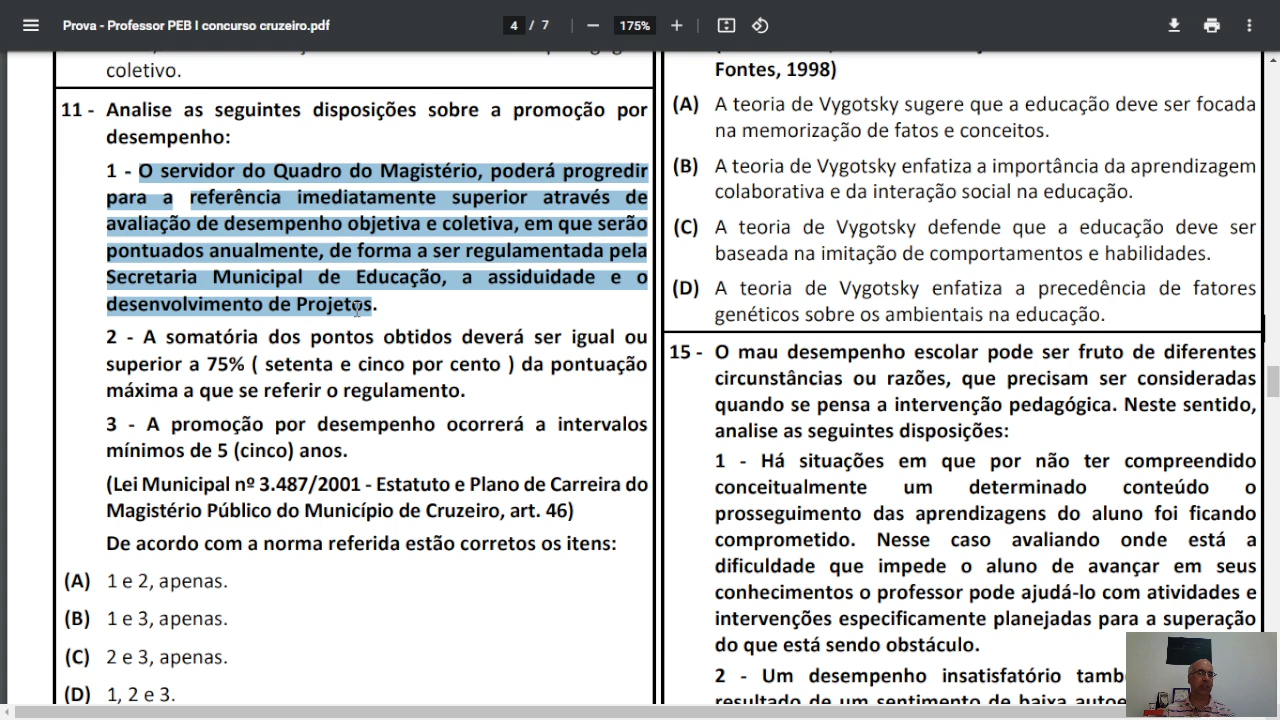 Prova - Professor PEB I concurso cruzeiro.pdf
4 / 7
175%
coletivo.
11 - Analise as seguintes disposições sobre a promoção por
desempenho:
1 - O servidor do Quadro do Magistério, poderá progredir
para a referência imediatamente superior através de
avaliação de desempenho objetiva e coletiva, em que serão
pontuados anualmente, de forma a ser regulamentada pela
Secretaria Municipal de Educação, a assiduidade e o
desenvolvimento de Projetos.
2 - A somatória dos pontos obtidos deverá ser igual ou
superior a 75% ( setenta e cinco por cento ) da pontuação
máxima a que se referir o regulamento.
3 - A promoção por desempenho ocorrerá a intervalos
mínimos de 5 (cinco) anos.
(Lei Municipal nº 3.487/2001 - Estatuto e Plano de Carreira do
Magistério Público do Município de Cruzeiro, art. 46)
De acordo com a norma referida estão corretos os itens:
(A) 1 e 2, apenas.
(B) 1 e 3, apenas.
(C) 2 e 3, apenas.
(D) 1, 2 e 3.
Fontes, 1998)
(A) A teoria de Vygotsky sugere que a educação deve ser focada
na memorização de fatos e conceitos.
(B) A teoria de Vygotsky enfatiza a importância da aprendizagem
colaborativa e da interação social na educação.
(C) A teoria de Vygotsky defende que a educação deve ser
baseada na imitação de comportamentos e habilidades.
(D) A teoria de Vygotsky enfatiza a precedência de fatores
genéticos sobre os ambientais na educação.
15 - O mau desempenho escolar pode ser fruto de diferentes
circunstâncias ou razões, que precisam ser consideradas
quando se pensa a intervenção pedagógica. Neste sentido,
analise as seguintes disposições:
1 - Há situações em que por não ter compreendido
conceitualmente um determinado conteúdo o
prosseguimento das aprendizagens do aluno foi ficando
comprometido. Nesse caso avaliando onde está a
dificuldade que impede o aluno de avançar em seus
conhecimentos o professor pode ajudá-lo com atividades e
intervenções especificamente planejadas para a superação
do que está sendo obstáculo.
2 - Um desempenho insatisfatório
resultado de um sentimento de baixa